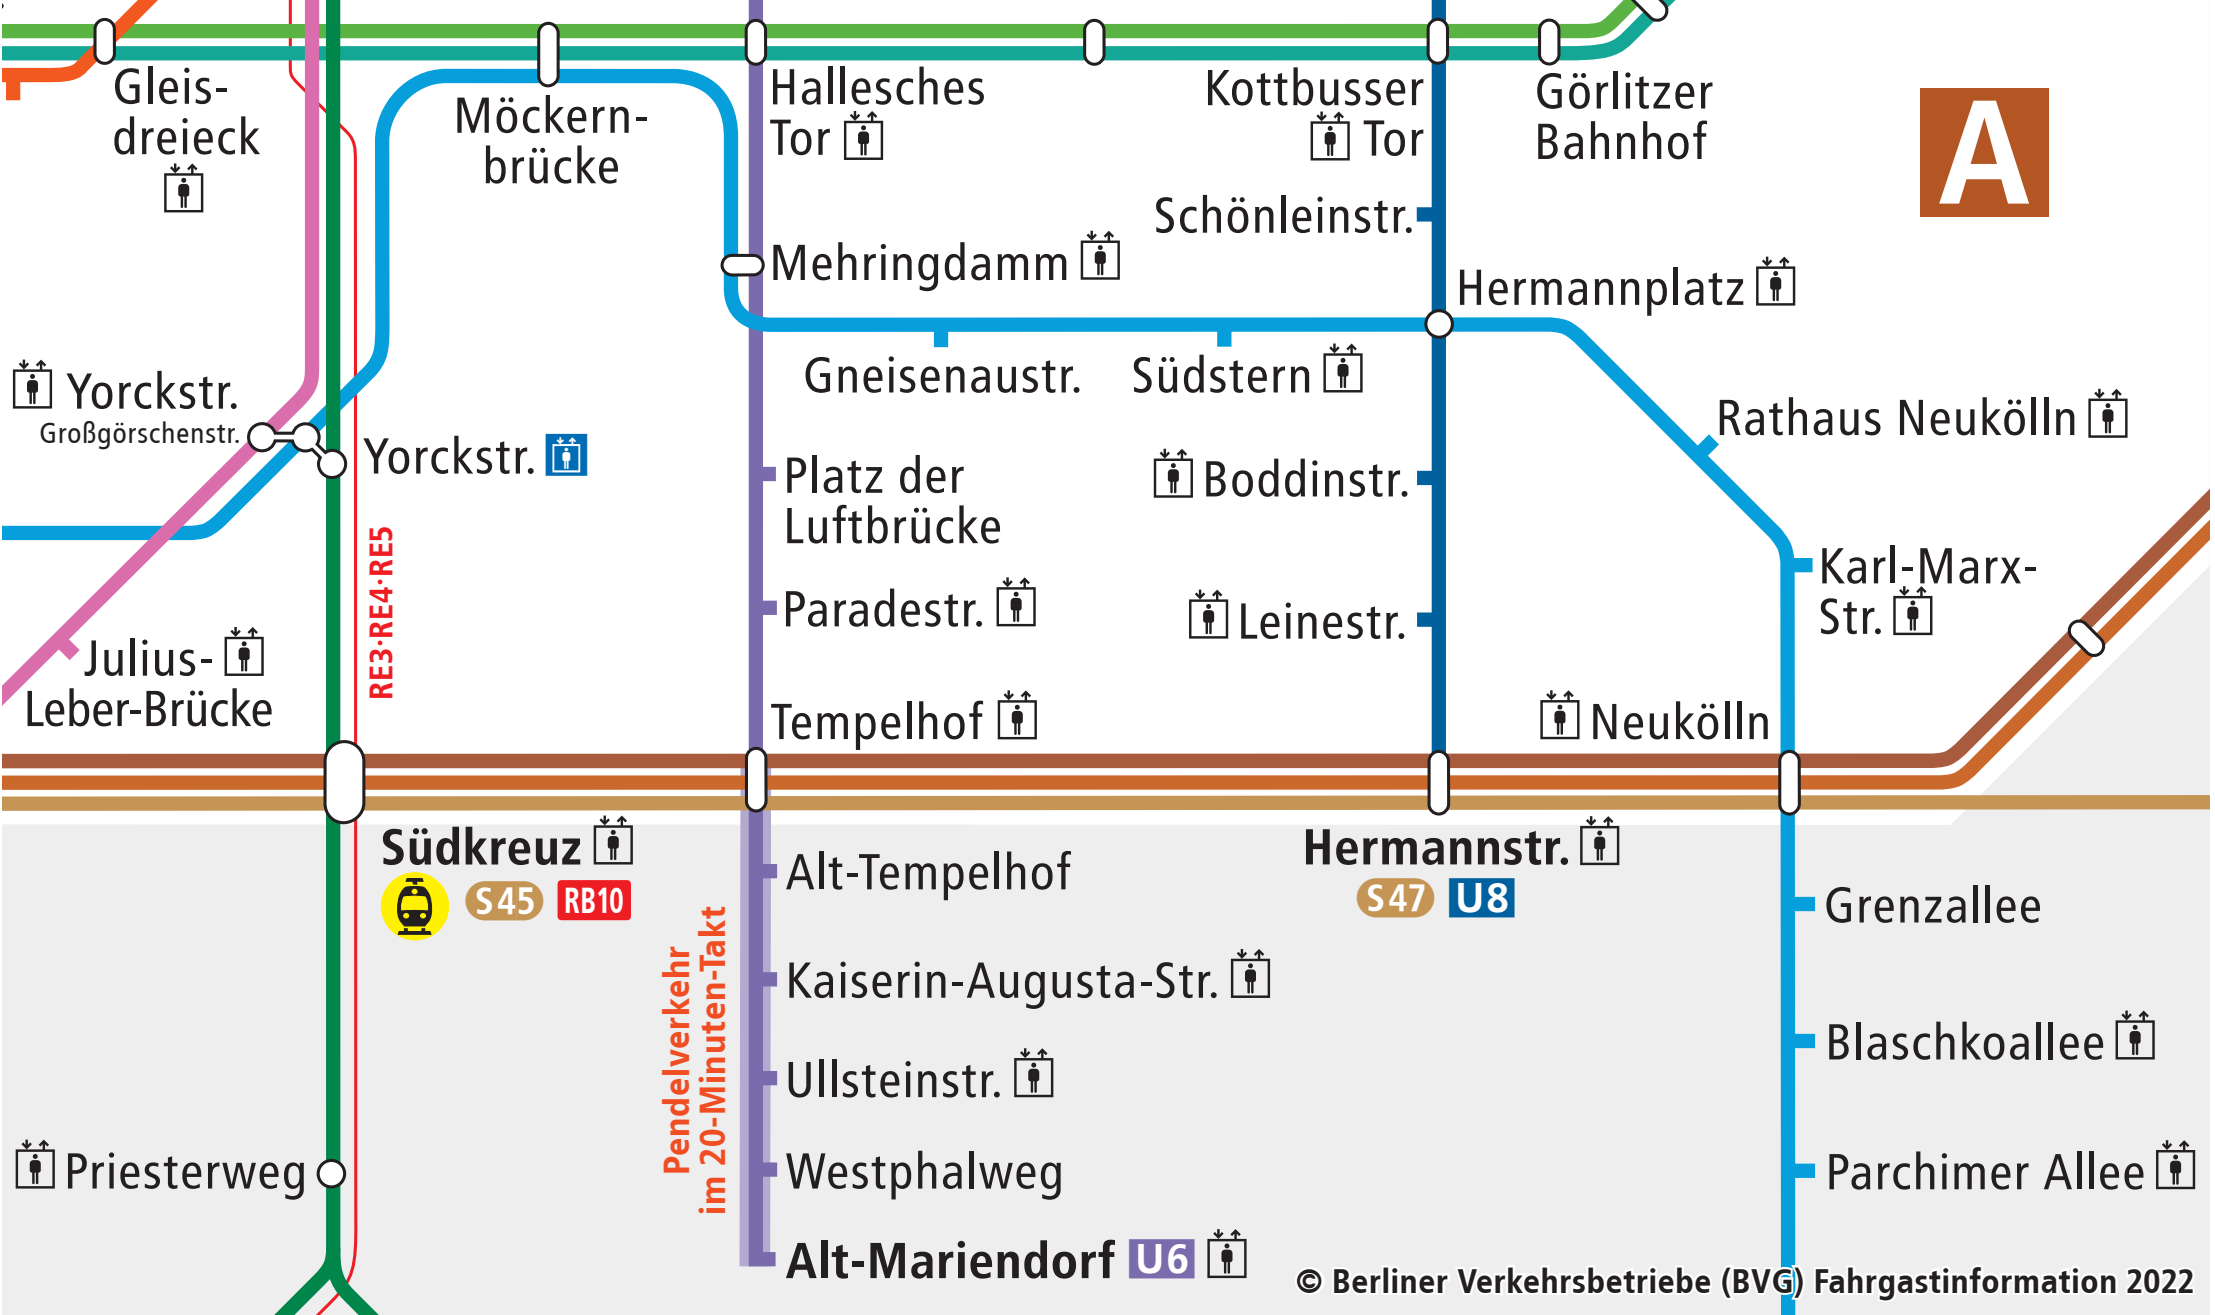 Gleis-
dreieck
Möckern-
brücke
Hallesches
Tor
Kottbusser
Tor
Görlitzer
Bahnhof
A
Schönleinstr.
Mehringdamm
Hermannplatz
Gneisenaustr.
Südstern
Yorckstr.
Großgörschenstr.
Yorckstr.
Rathaus Neukölln
Platz der
Luftbrücke
Boddinstr.
RE3·RE4·RE5
Karl-Marx-
Str.
Paradestr.
Leinestr.
Julius-
Leber-Brücke
Tempelhof
Neukölln
Südkreuz
S45 RB10
Hermannstr.
S47 U8
Alt-Tempelhof
Grenzallee
Pendelverkehr
im 20-Minuten-Takt
Kaiserin-Augusta-Str.
Blaschkoallee
Ullsteinstr.
Priesterweg
Westphalweg
Parchimer Allee
Alt-Mariendorf U6
© Berliner Verkehrsbetriebe (BVG) Fahrgastinformation 2022